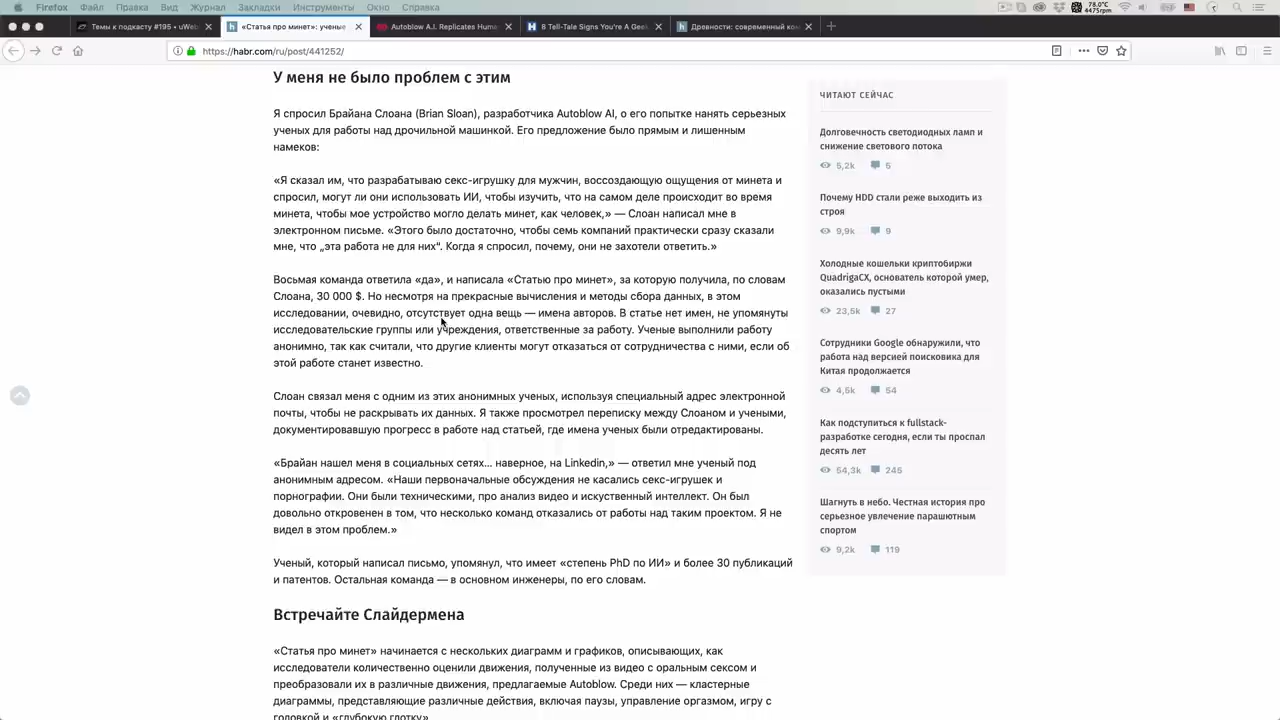 Firefox Файл Правка Вид Журнал Закладки Инструменты Окно Справка
78.0°C
4475rpm
Темы к подкасту #195 • uWeb
«Статья про минет»: ученые
Autoblow A.I. Replicates Huma
8 Tell-Tale Signs You're A Geek
Древности: современный ком
https://habr.com/ru/post/441252/
У меня не было проблем с этим
Я спросил Брайана Слоана (Brian Sloan), разработчика Autoblow AI, о его попытке нанять серьезных
ученых для работы над дрочильной машинкой. Его предложение было прямым и лишенным
намеков:
«Я сказал им, что разрабатываю секс-игрушку для мужчин, воссоздающую ощущения от минета и
спросил, могут ли они использовать ИИ, чтобы изучить, что на самом деле происходит во время
минета, чтобы мое устройство могло делать минет, как человек,» — Слоан написал мне в
электронном письме. «Этого было достаточно, чтобы семь компаний практически сразу сказали
мне, что „эта работа не для них“. Когда я спросил, почему, они не захотели ответить.»
Восьмая команда ответила «да», и написала «Статью про минет», за которую получила, по словам
Слоана, 30 000 $. Но несмотря на прекрасные вычисления и методы сбора данных, в этом
исследовании, очевидно, отсутствует одна вещь — имена авторов. В статье нет имен, не упомянуты
исследовательские группы или учреждения, ответственные за работу. Ученые выполнили работу
анонимно, так как считали, что другие клиенты могут отказаться от сотрудничества с ними, если об
этой работе станет известно.
Слоан связал меня с одним из этих анонимных ученых, используя специальный адрес электронной
почты, чтобы не раскрывать их данных. Я также просмотрел переписку между Слоаном и учеными,
документировавшую прогресс в работе над статьей, где имена ученых были отредактированы.
«Брайан нашел меня в социальных сетях... наверное, на Linkedin,» — ответил мне ученый под
анонимным адресом. «Наши первоначальные обсуждения не касались секс-игрушек и
порнографии. Они были техническими, про анализ видео и искуственный интеллект. Он был
довольно откровенен в том, что несколько команд отказались от работы над таким проектом. Я не
видел в этом проблем.»
Ученый, который написал письмо, упомянул, что имеет «степень PhD по ИИ» и более 30 публикаций
и патентов. Остальная команда — в основном инженеры, по его словам.
Встречайте Слайдермена
«Статья про минет» начинается с нескольких диаграмм и графиков, описывающих, как
исследователи количественно оценили движения, полученные из видео с оральным сексом и
преобразовали их в различные движения, предлагаемые Autoblow. Среди них — кластерные
диаграммы, представляющие различные действия, включая паузы, управление оргазмом, игру с
головкой и «глубокую глотку».
ЧИТАЮТ СЕЙЧАС
Долговечность светодиодных ламп и
снижение светового потока
5,2k 5
Почему HDD стали реже выходить из
строя
9,9k 9
Холодные кошельки криптобиржи
QuadrigaCX, основатель которой умер,
оказались пустыми
23,5k 27
Сотрудники Google обнаружили, что
работа над версией поисковика для
Китая продолжается
4,5k 54
Как подступиться к fullstack-
разработке сегодня, если ты проспал
десять лет
54,3k 245
Шагнуть в небо. Честная история про
серьезное увлечение парашютным
спортом
9,2k 119